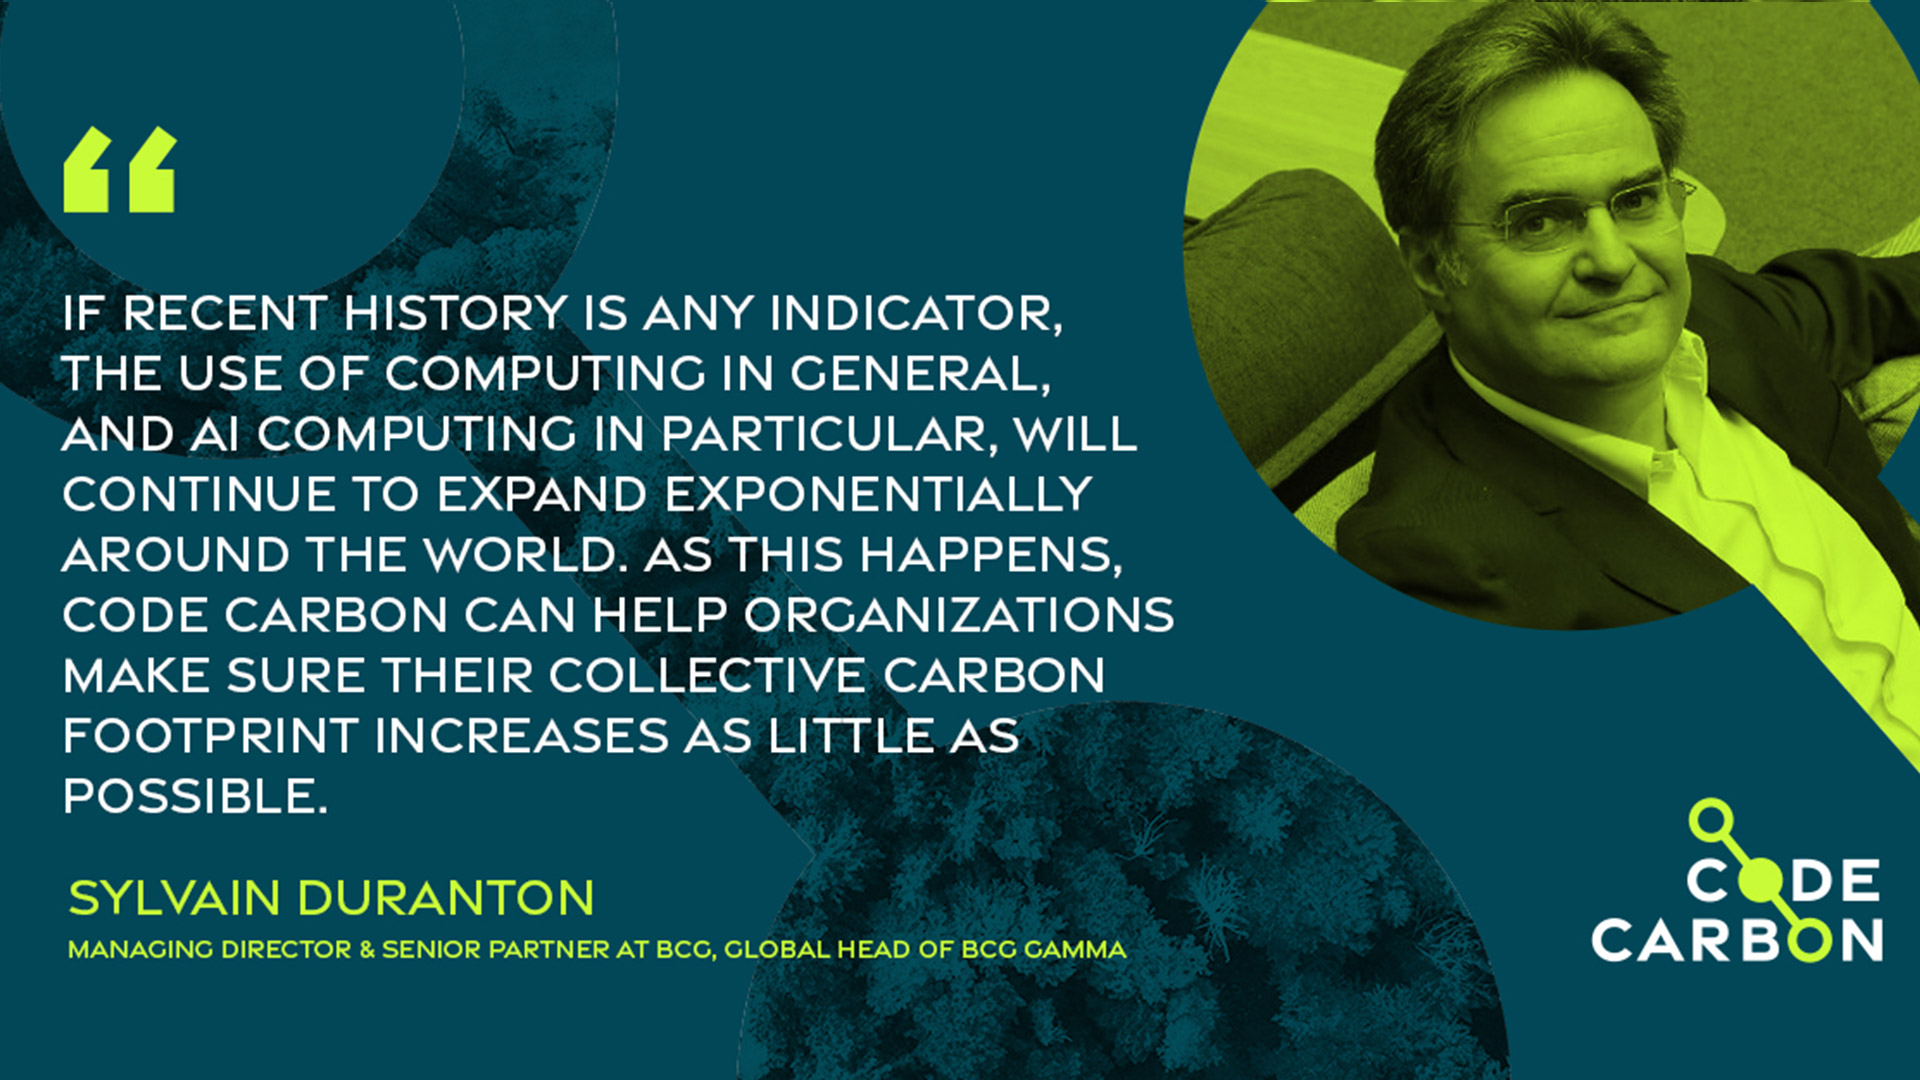 “
IF RECENT HISTORY IS ANY INDICATOR,
THE USE OF COMPUTING IN GENERAL,
AND AI COMPUTING IN PARTICULAR, WILL
CONTINUE TO EXPAND EXPONENTIALLY
AROUND THE WORLD. AS THIS HAPPENS,
CODE CARBON CAN HELP ORGANIZATIONS
MAKE SURE THEIR COLLECTIVE CARBON
FOOTPRINT INCREASES AS LITTLE AS
POSSIBLE.
SYLVAIN DURANTON
MANAGING DIRECTOR & SENIOR PARTNER AT BCG, GLOBAL HEAD OF BCG GAMMA
CODE
CARBON